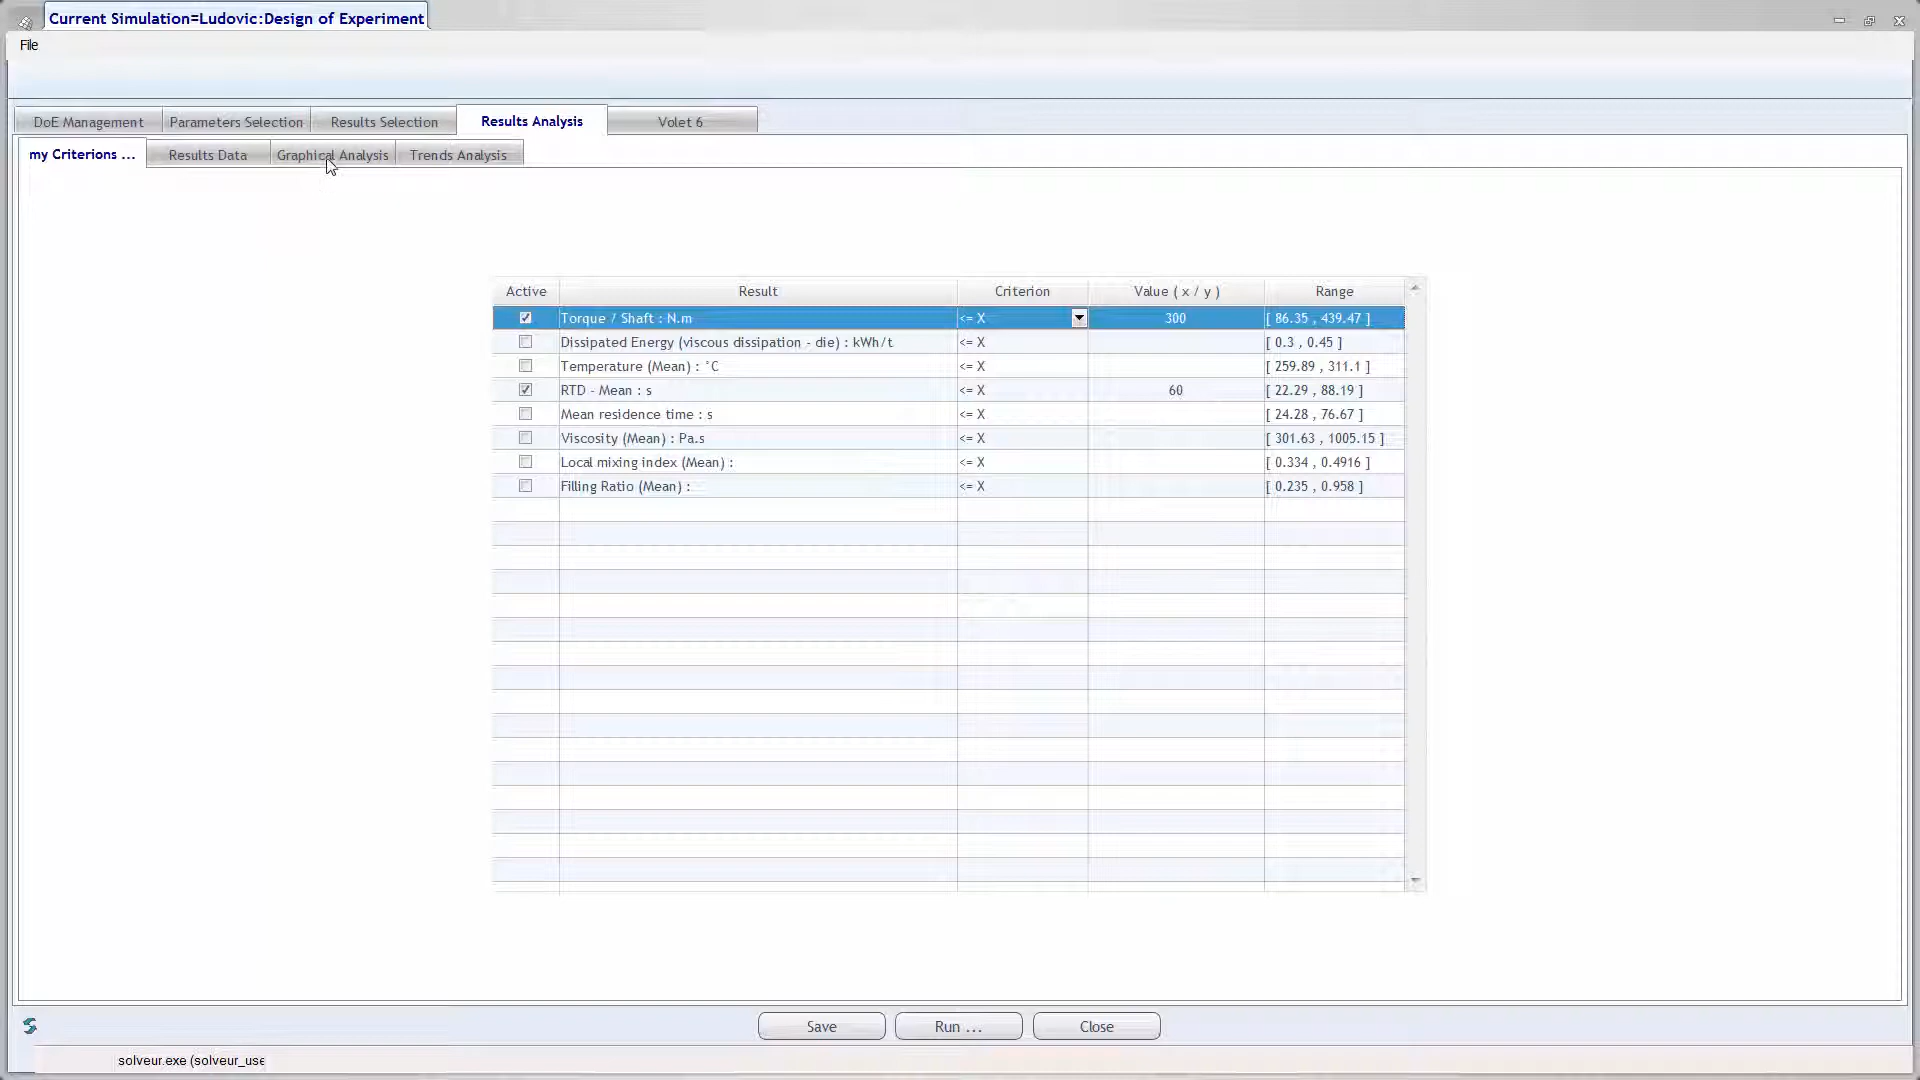 Current Simulation=Ludovic:Design of Experiment
File
DoE Management Parameters Selection Results Selection Results Analysis Volet 6
my Criterions ... Results Data Graphical Analysis Trends Analysis
Active Result Criterion Value ( x / y ) Range
Torque / Shaft : N.m <= X 300 [ 86.35 , 439.47 ]
Dissipated Energy (viscous dissipation - die) : kWh/t <= X [ 0.3 , 0.45 ]
Temperature (Mean) : °C <= X [ 259.89 , 311.1 ]
RTD - Mean : s <= X 60 [ 22.29 , 88.19 ]
Mean residence time : s <= X [ 24.28 , 76.67 ]
Viscosity (Mean) : Pa.s <= X [ 301.63 , 1005.15 ]
Local mixing index (Mean) : <= X [ 0.334 , 0.4916 ]
Filling Ratio (Mean) : <= X [ 0.235 , 0.958 ]
Save Run ... Close
solveur.exe (solveur_use